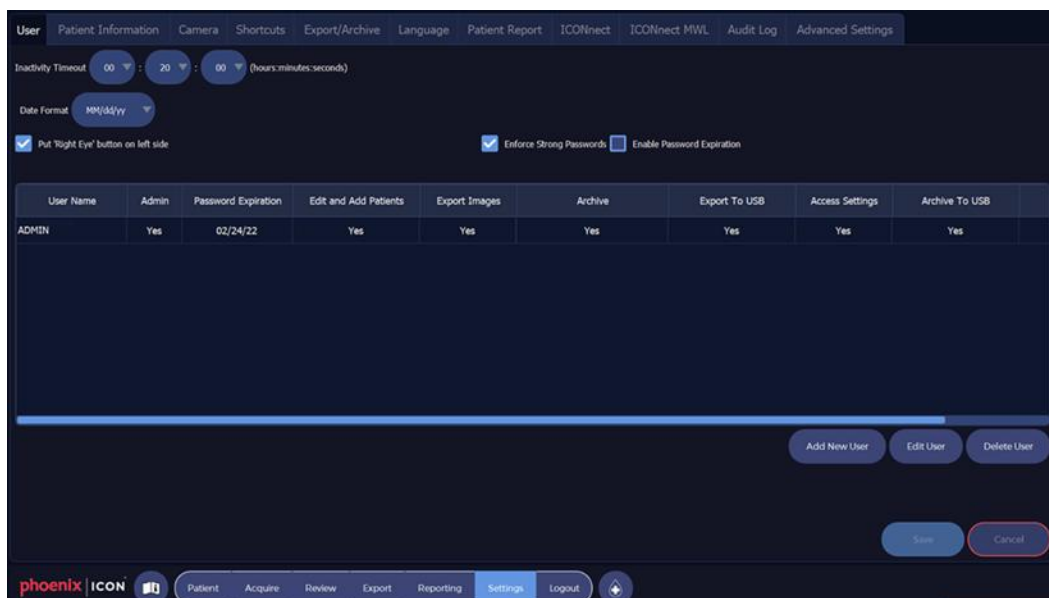 User Patient Information Camera Shortcuts Export/Archive Language Patient Report ICONnect ICONnect MWL Audit Log Advanced Settings
Inactivity Timeout 00 : 20 : 00 (hours:minutes:seconds)
Date Format MM/dd/yy
Put 'Right Eye' button on left side Enforce Strong Passwords Enable Password Expiration
User Name Admin Password Expiration Edit and Add Patients Export Images Archive Export To USB Access Settings Archive To USB
ADMIN Yes 02/24/22 Yes Yes Yes Yes Yes Yes
Add New User Edit User Delete User
Save Cancel
phoenix | ICON Patient Acquire Review Export Reporting Settings Logout